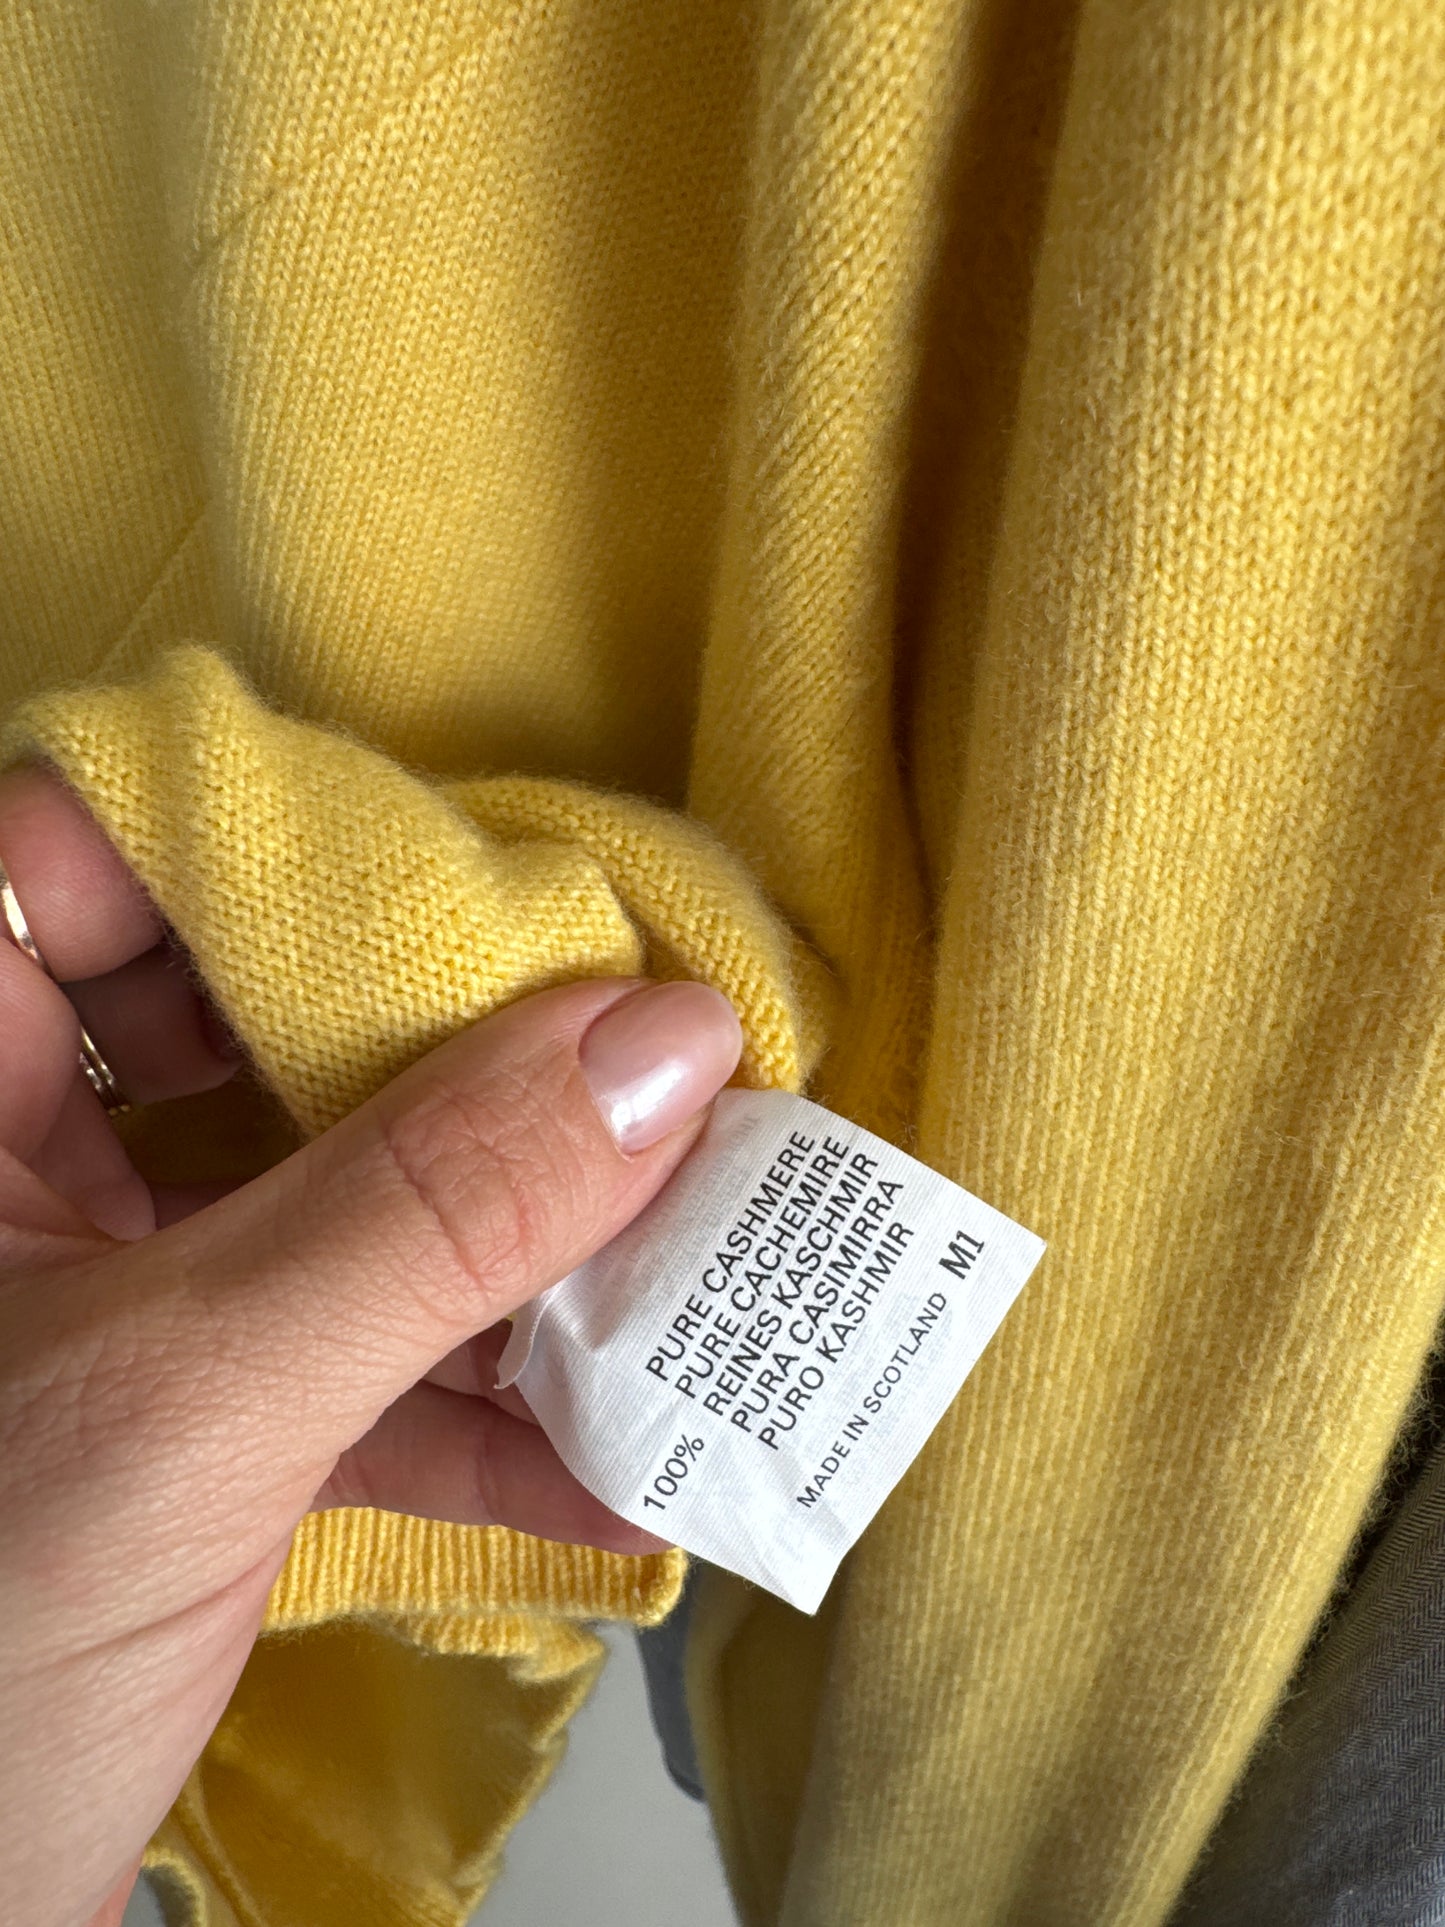 PURE CASHMERE
PURE CACHEMIRE
100% REINES KASCHMIR
PURA CASIMIRRA
PURO KASHMIR
MADE IN SCOTLAND M1